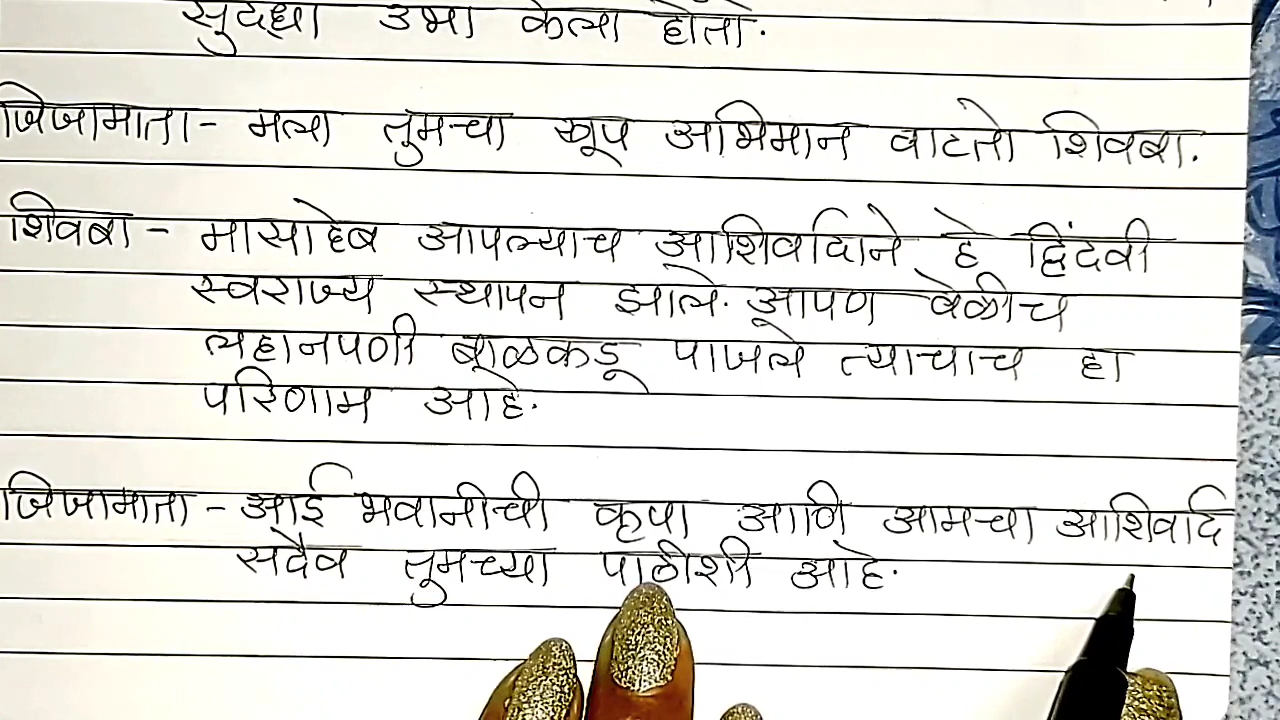 सुद्धा उभा केला होता.
जिजामाता - मला तुमचा खूप अभिमान वाटतो शिवबा.
शिवबा - मासाहेब आपल्याच आशिर्वादाने हे हिंदवी
स्वराज्य स्थापन झाले. आपण वेळीच
लहानपणी बाळकडू पाजले त्याचाच हा
परिणाम आहे.
जिजामाता - आई भवानीची कृपा आणि आमचा आशिर्वाद
सदैव तुमच्या पाठीशी आहे.